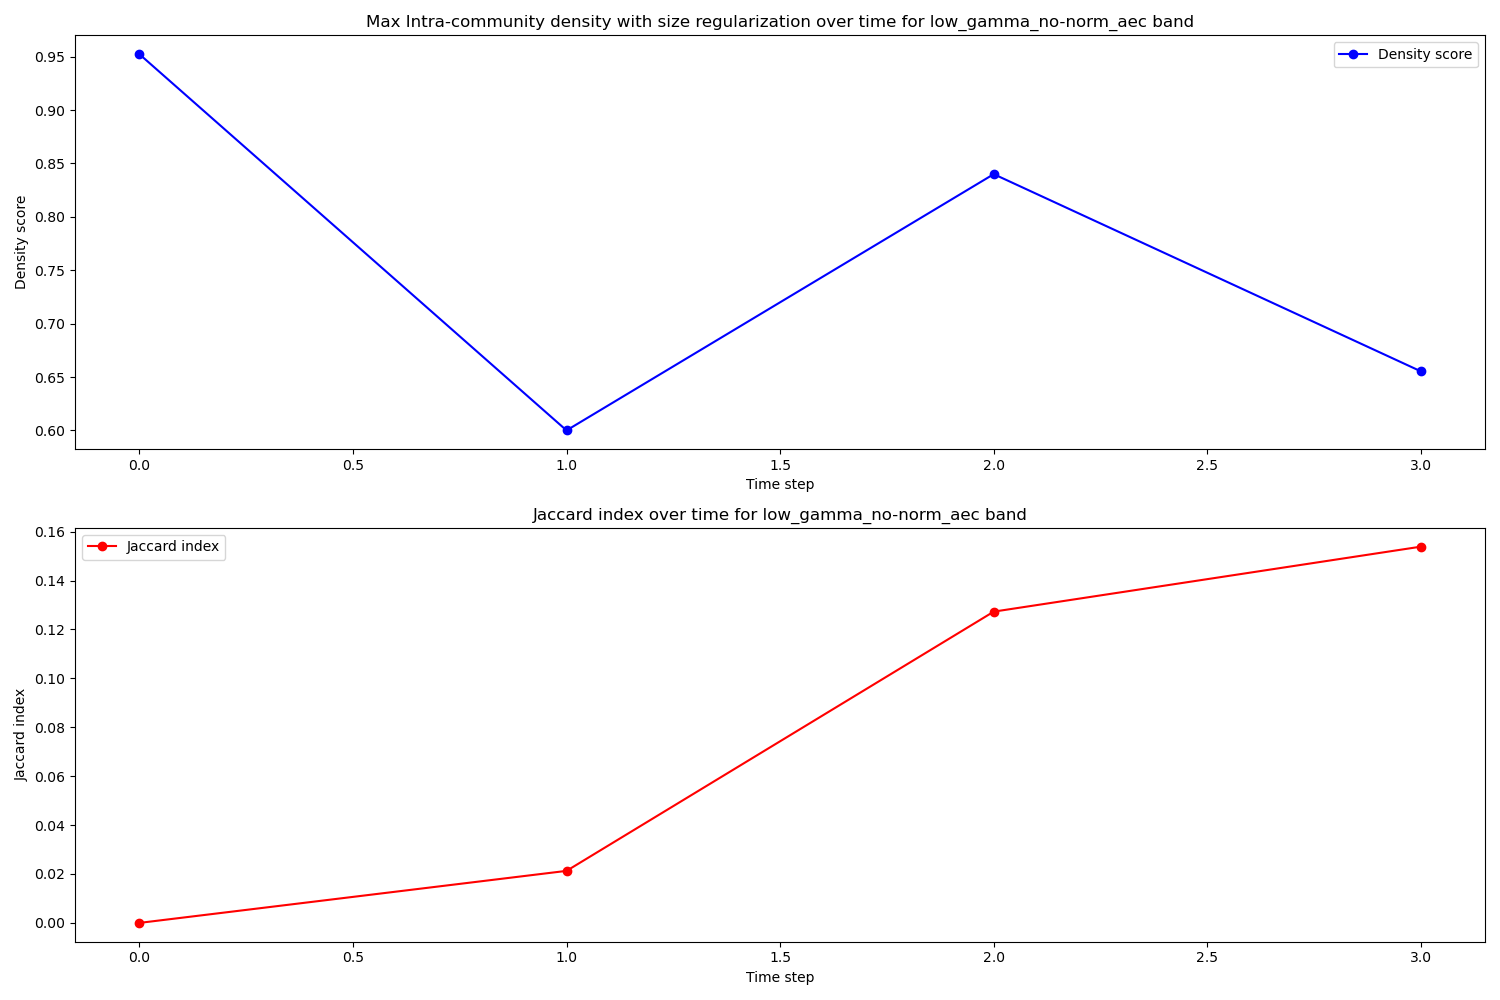 Max Intra-community density with size regularization over time for low_gamma_no-norm_aec band
Density score
0.95
0.90
0.85
0.80
0.75
0.70
0.65
0.60
Density score
0.0 0.5 1.0 1.5 2.0 2.5 3.0
Time step
Jaccard index over time for low_gamma_no-norm_aec band
Jaccard index
0.16
0.14
0.12
0.10
0.08
0.06
0.04
0.02
0.00
Jaccard index
0.0 0.5 1.0 1.5 2.0 2.5 3.0
Time step